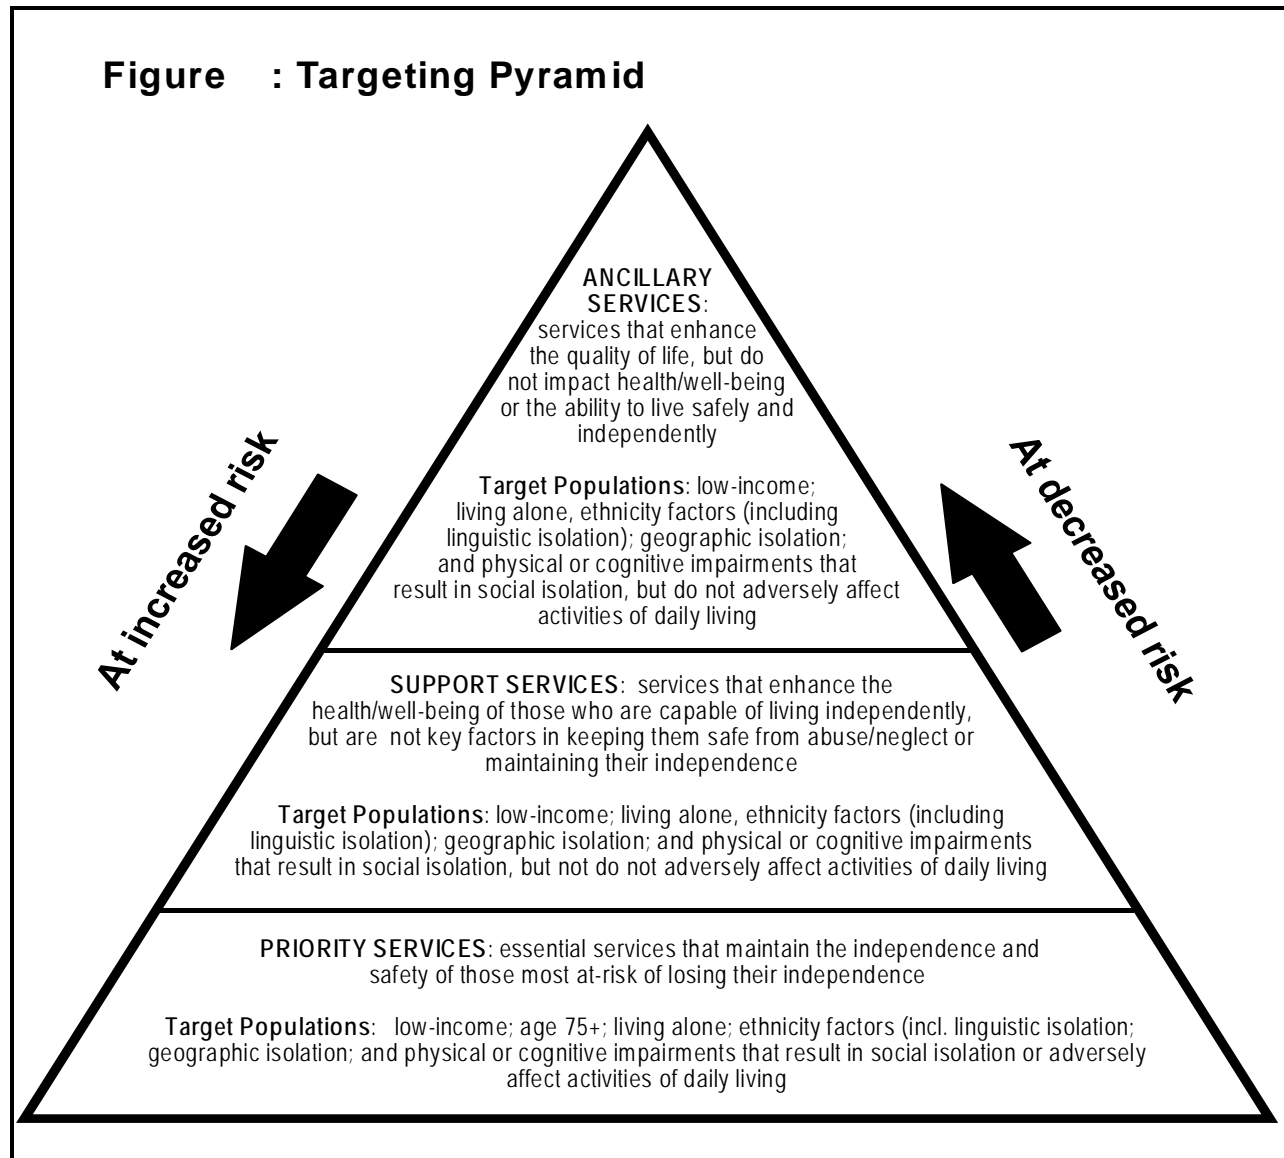 Figure : Targeting Pyramid
ANCILLARY
SERVICES:
services that enhance
the quality of life, but do
not impact health/well-being
or the ability to live safely and
independently
Target Populations: low-income;
living alone, ethnicity factors (including
linguistic isolation); geographic isolation;
and physical or cognitive impairments that
result in social isolation, but do not adversely affect
activities of daily living
At increased risk
At decreased risk
SUPPORT SERVICES: services that enhance the
health/well-being of those who are capable of living independently,
but are not key factors in keeping them safe from abuse/neglect or
maintaining their independence
Target Populations: low-income; living alone, ethnicity factors (including
linguistic isolation); geographic isolation; and physical or cognitive impairments
that result in social isolation, but not do not adversely affect activities of daily living
PRIORITY SERVICES: essential services that maintain the independence and
safety of those most at-risk of losing their independence
Target Populations: low-income; age 75+; living alone; ethnicity factors (incl. linguistic isolation;
geographic isolation; and physical or cognitive impairments that result in social isolation or adversely
affect activities of daily living